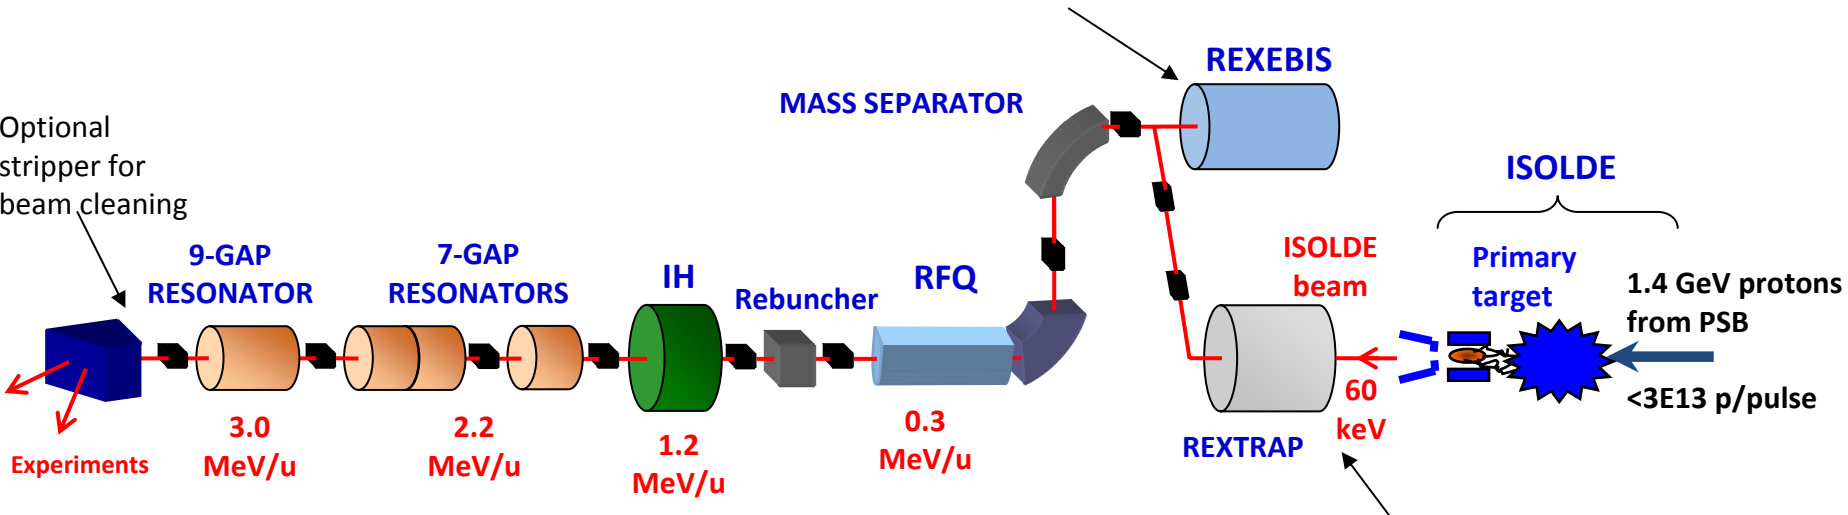 REXEBIS
MASS SEPARATOR
Optional
stripper for
beam cleaning
ISOLDE
9-GAP
RESONATOR
7-GAP
RESONATORS
IH
Rebuncher
RFQ
ISOLDE
beam
Primary
target
1.4 GeV protons
from PSB
<3E13 p/pulse
60
keV
REXTRAP
3.0
MeV/u
2.2
MeV/u
1.2
MeV/u
0.3
MeV/u
Experiments